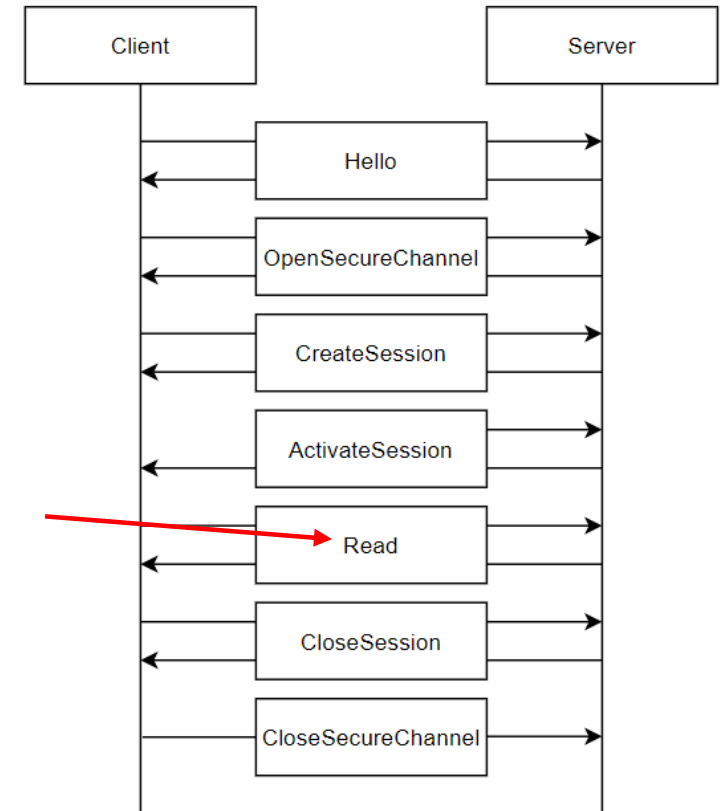 Client
Server
Hello
OpenSecureChannel
CreateSession
ActivateSession
Read
CloseSession
CloseSecureChannel